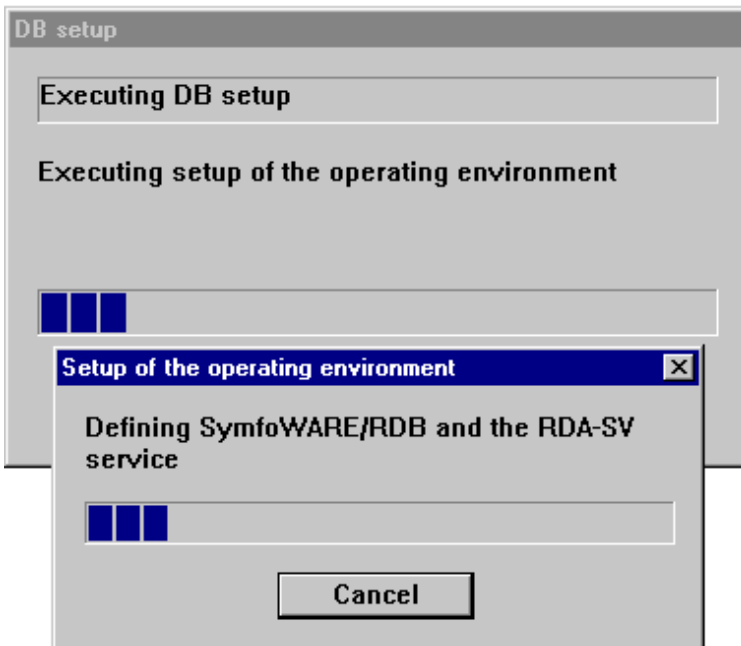 DB setup
Executing DB setup
Executing setup of the operating environment
Setup of the operating environment
Defining SymfoWARE/RDB and the RDA-SV
service
Cancel